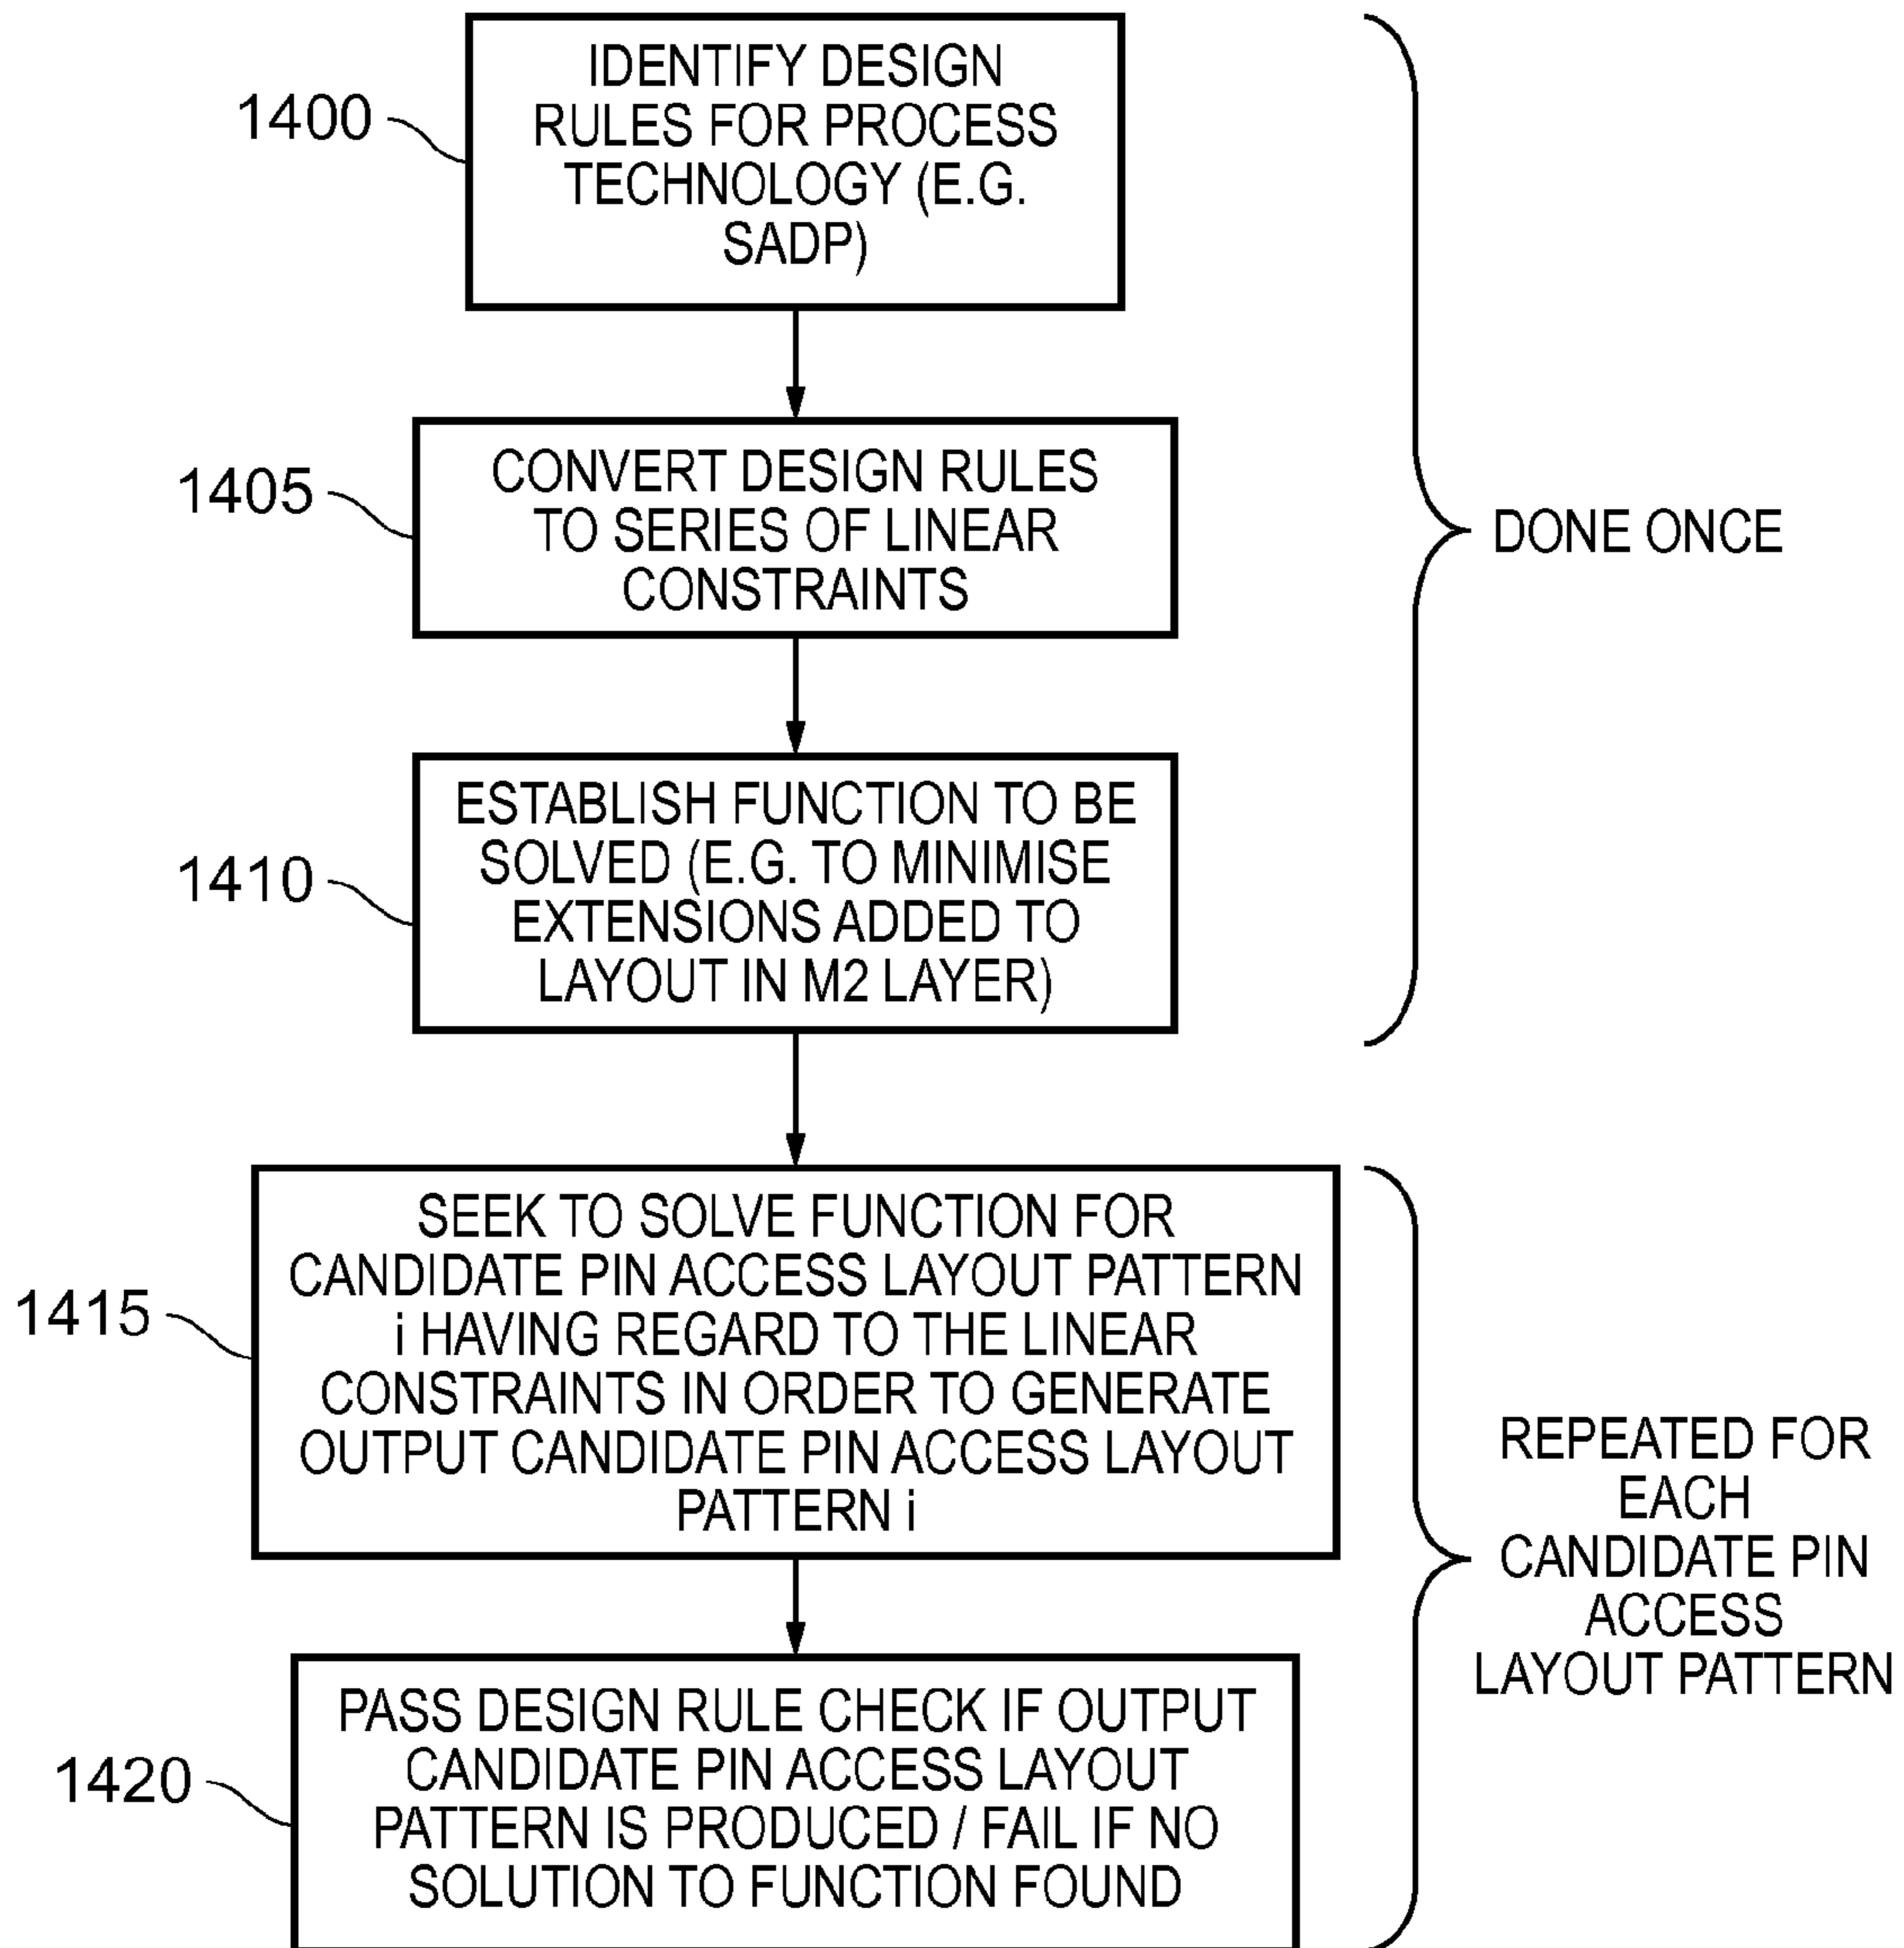 1400
IDENTIFY DESIGN
RULES FOR PROCESS
TECHNOLOGY (E.G.
SADP)
1405
CONVERT DESIGN RULES
TO SERIES OF LINEAR
CONSTRAINTS
DONE ONCE
1410
ESTABLISH FUNCTION TO BE
SOLVED (E.G. TO MINIMISE
EXTENSIONS ADDED TO
LAYOUT IN M2 LAYER)
1415
SEEK TO SOLVE FUNCTION FOR
CANDIDATE PIN ACCESS LAYOUT PATTERN
i HAVING REGARD TO THE LINEAR
CONSTRAINTS IN ORDER TO GENERATE
OUTPUT CANDIDATE PIN ACCESS LAYOUT
PATTERN i
REPEATED FOR
EACH
CANDIDATE PIN
ACCESS
LAYOUT PATTERN
1420
PASS DESIGN RULE CHECK IF OUTPUT
CANDIDATE PIN ACCESS LAYOUT
PATTERN IS PRODUCED / FAIL IF NO
SOLUTION TO FUNCTION FOUND